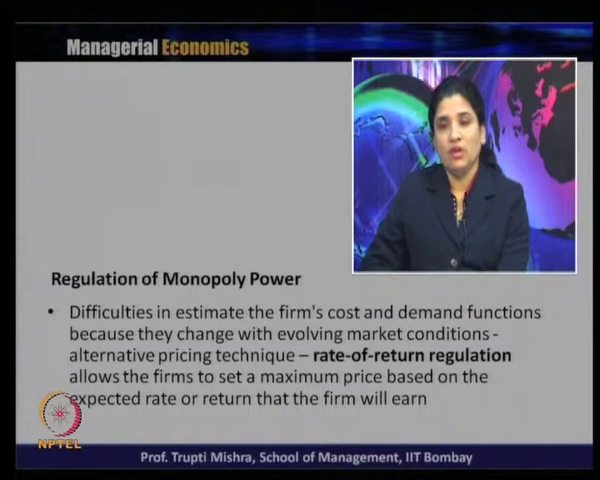 Managerial Economics
Regulation of Monopoly Power
• Difficulties in estimate the firm's cost and demand functions
because they change with evolving market conditions -
alternative pricing technique – rate-of-return regulation
allows the firms to set a maximum price based on the
expected rate or return that the firm will earn
NPTEL
Prof. Trupti Mishra, School of Management, IIT Bombay